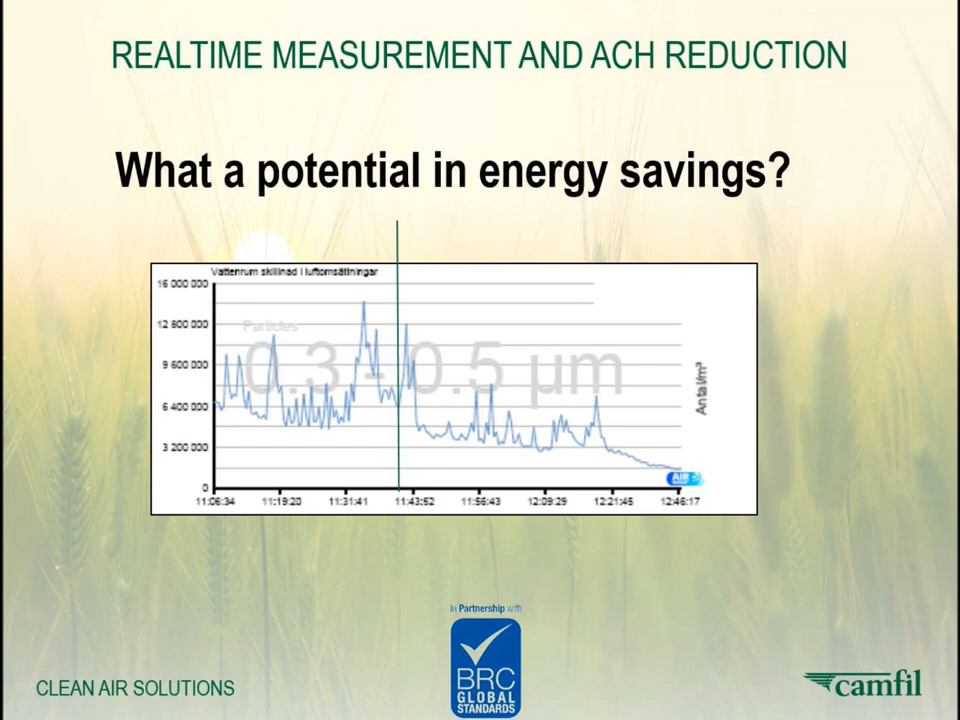 REALTIME MEASUREMENT AND ACH REDUCTION
What a potential in energy savings?
Vattenrum skillnad i luftomsättningar
16 000 000
12 800 000
9 600 000
6 400 000
3 200 000
0
Particles
0.3 - 0.5 µm
Antal/m³
AIR
11:06:34 11:19:20 11:31:41 11:43:52 11:56:43 12:09:29 12:21:45 12:46:17
In Partnership with
BRC
GLOBAL
STANDARDS
CLEAN AIR SOLUTIONS
camfil